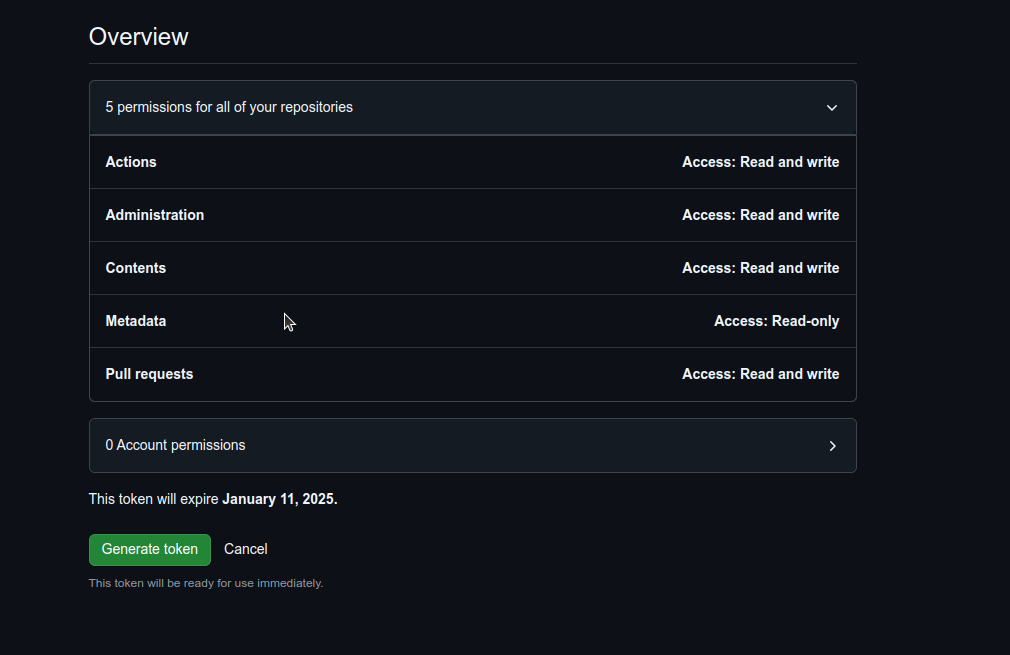 Overview
5 permissions for all of your repositories
Actions Access: Read and write
Administration Access: Read and write
Contents Access: Read and write
Metadata Access: Read-only
Pull requests Access: Read and write
0 Account permissions
This token will expire January 11, 2025.
Generate token Cancel
This token will be ready for use immediately.